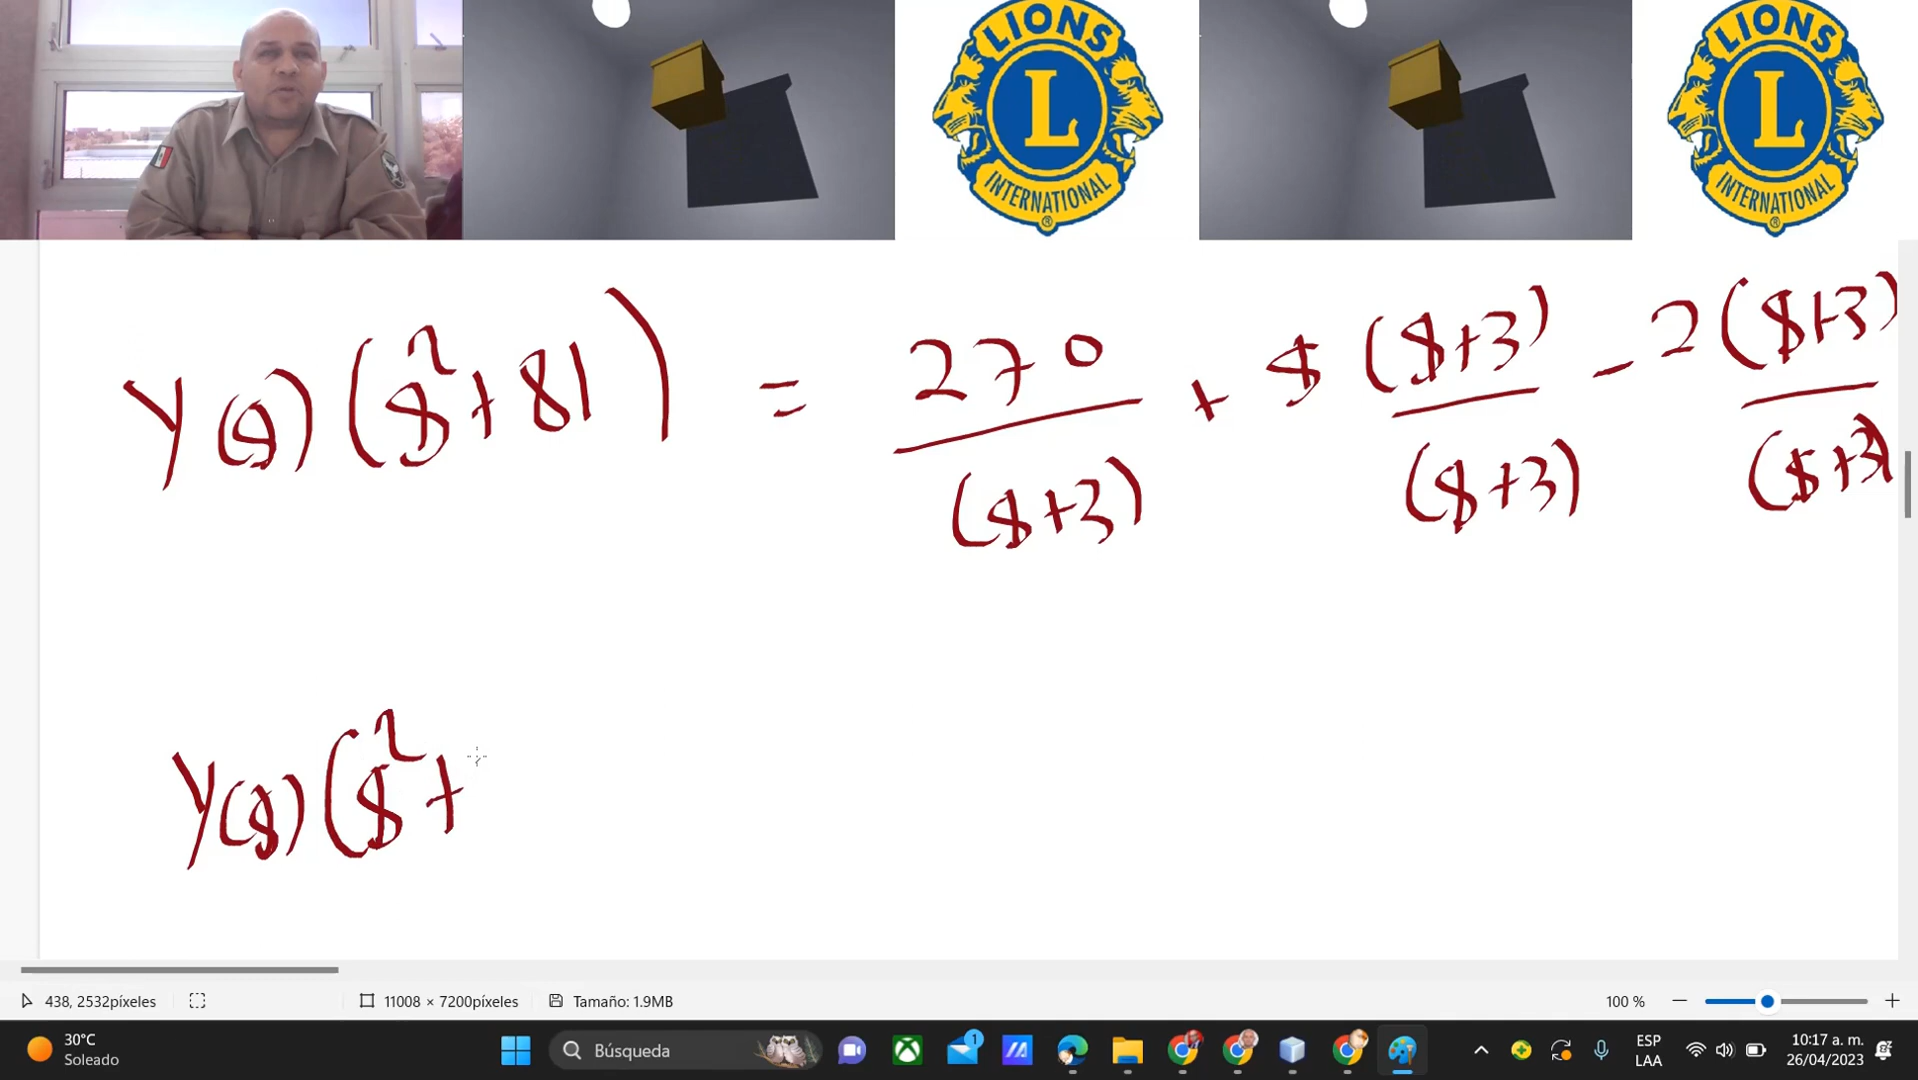 LIONS
L
INTERNATIONAL
®
LIONS
L
INTERNATIONAL
®
Y(s)(s²+81) = 270/(s+3) + s(s+3)/(s+3) - 2(s+3)/(s+3)
Y(s)(s²+
438, 2532píxeles
11008 × 7200píxeles
Tamaño: 1.9MB
100 %
30°C
Soleado
Búsqueda
1
ESP
LAA
10:17 a. m.
26/04/2023